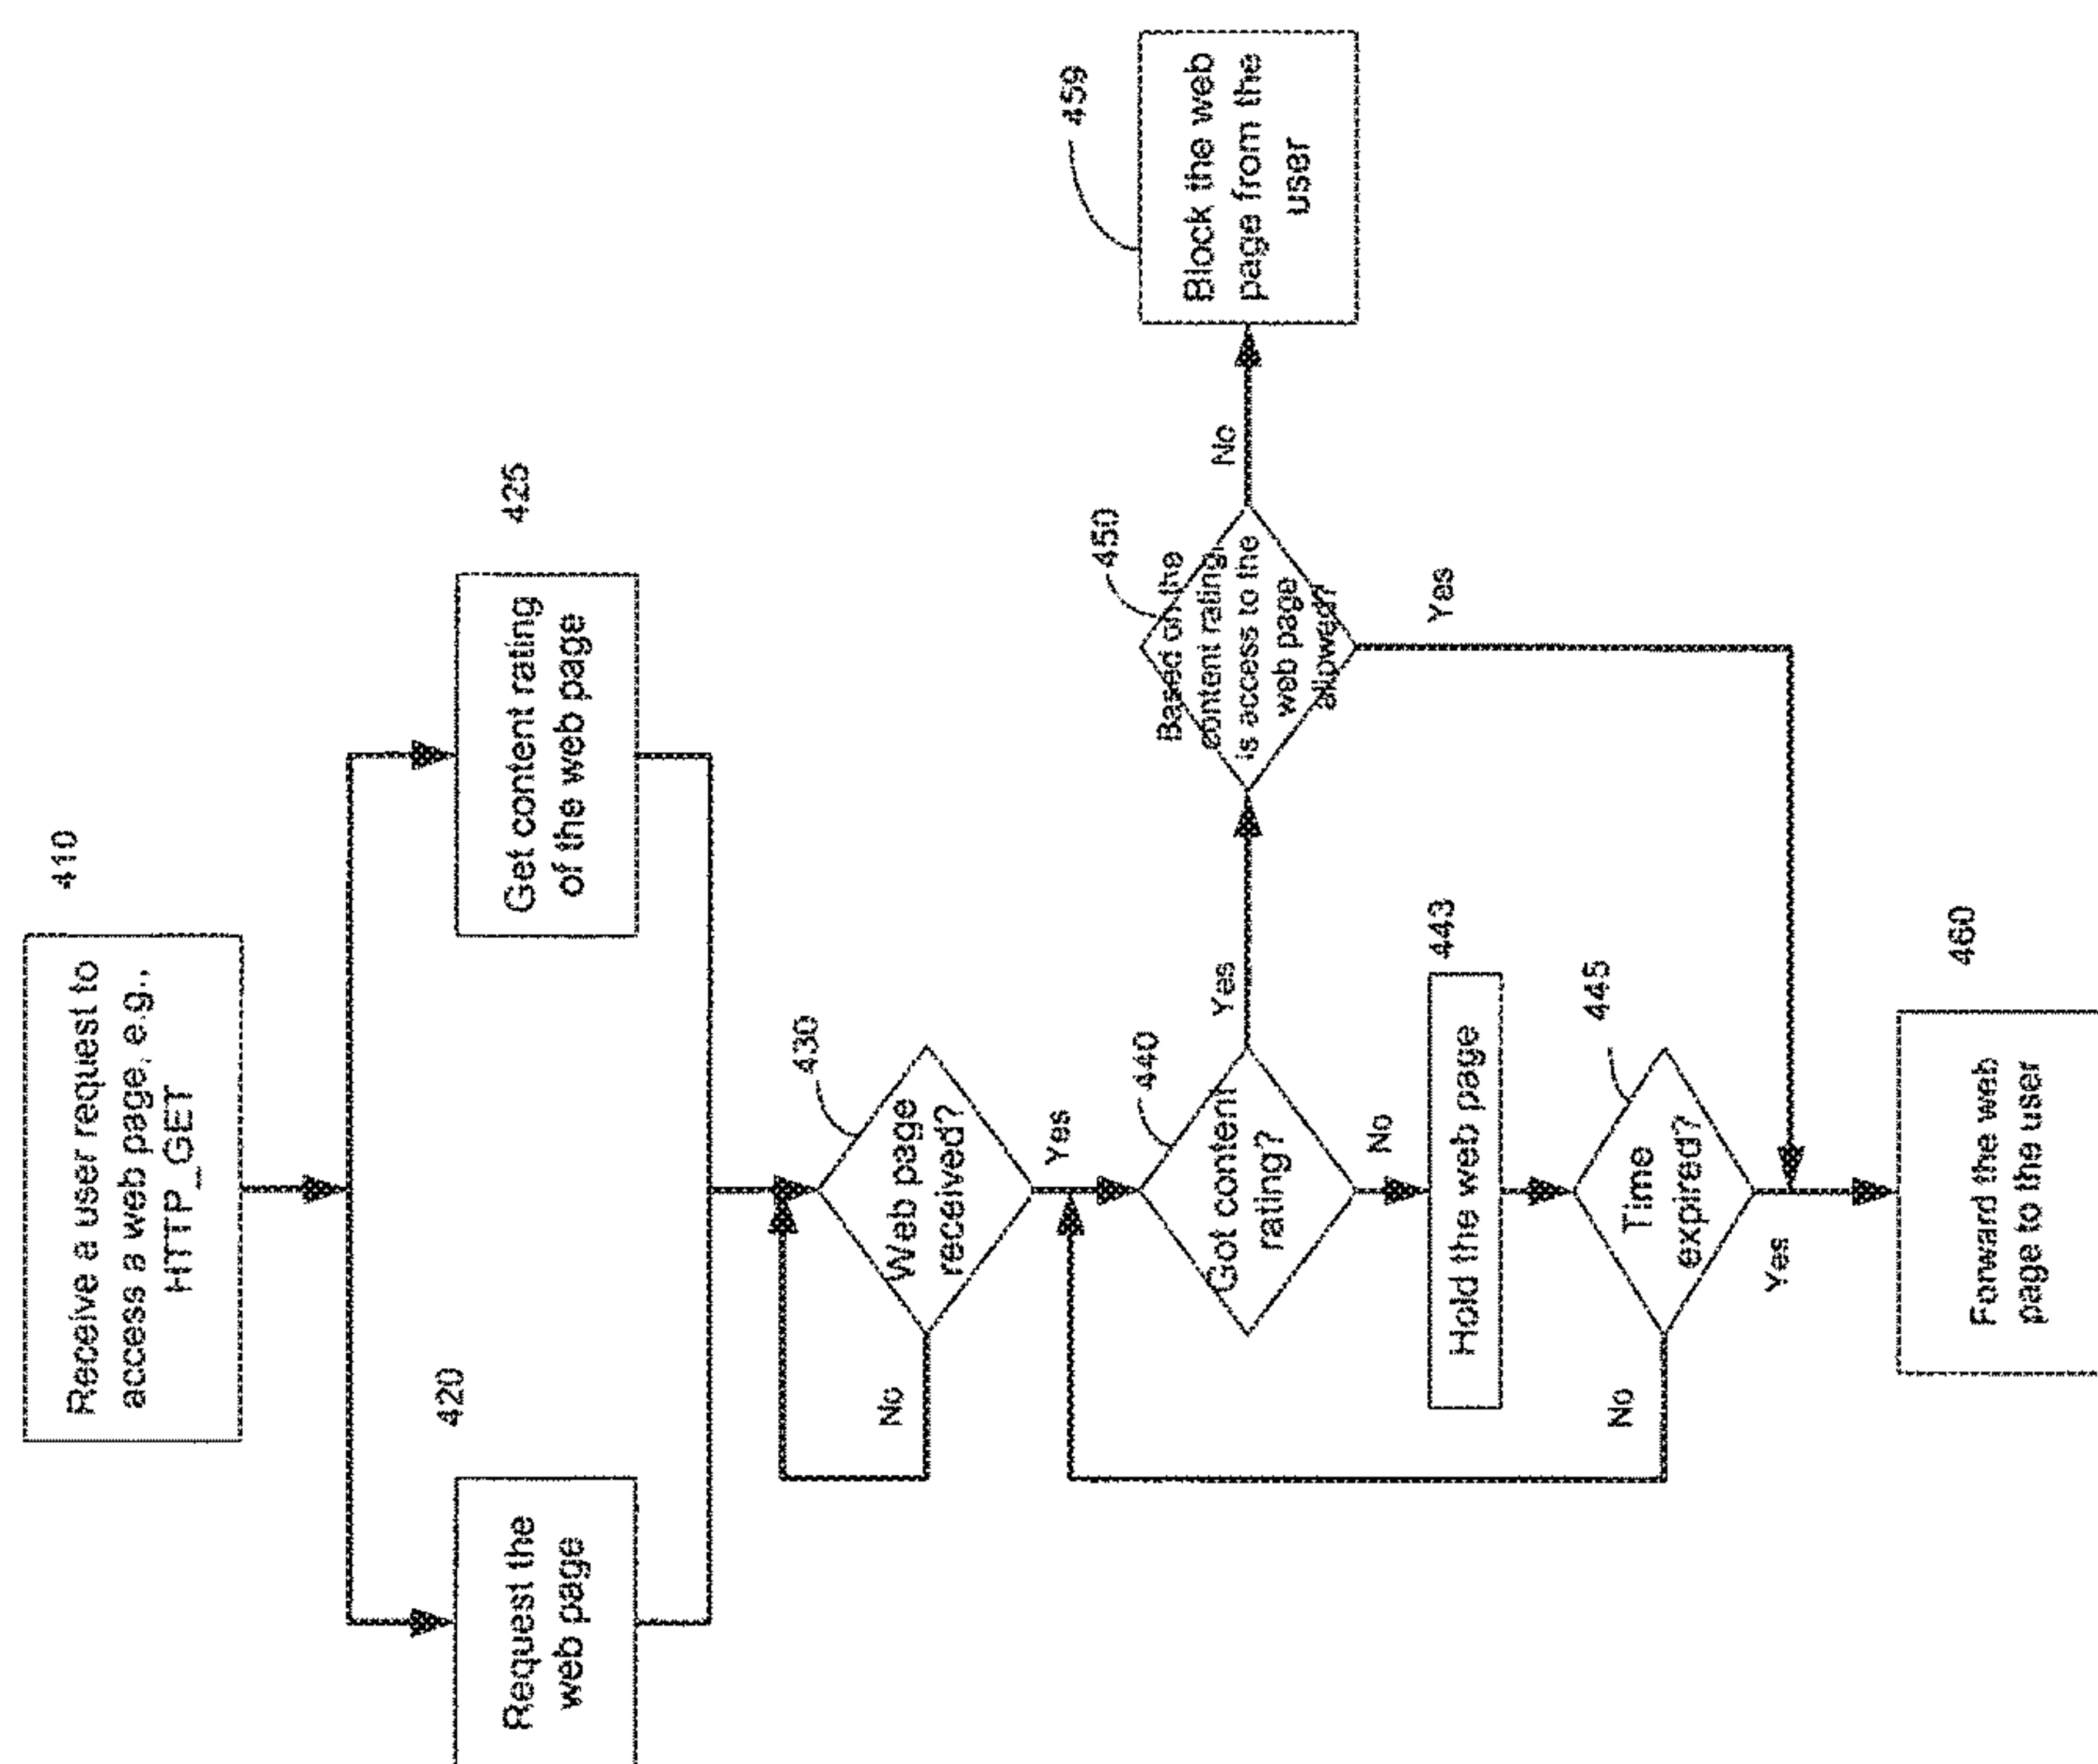 410
Receive a user request to
access a web page, e.g.,
HTTP_GET
420
Request the
web page
425
Get content rating
of the web page
430
Web page
received?
No
Yes
440
Got content
rating?
Yes
No
450
Based on the
content rating,
is access to the
web page
allowed?
No
Yes
459
Block the web
page from the
user
443
Hold the web page
445
Time
expired?
No
Yes
460
Forward the web
page to the user